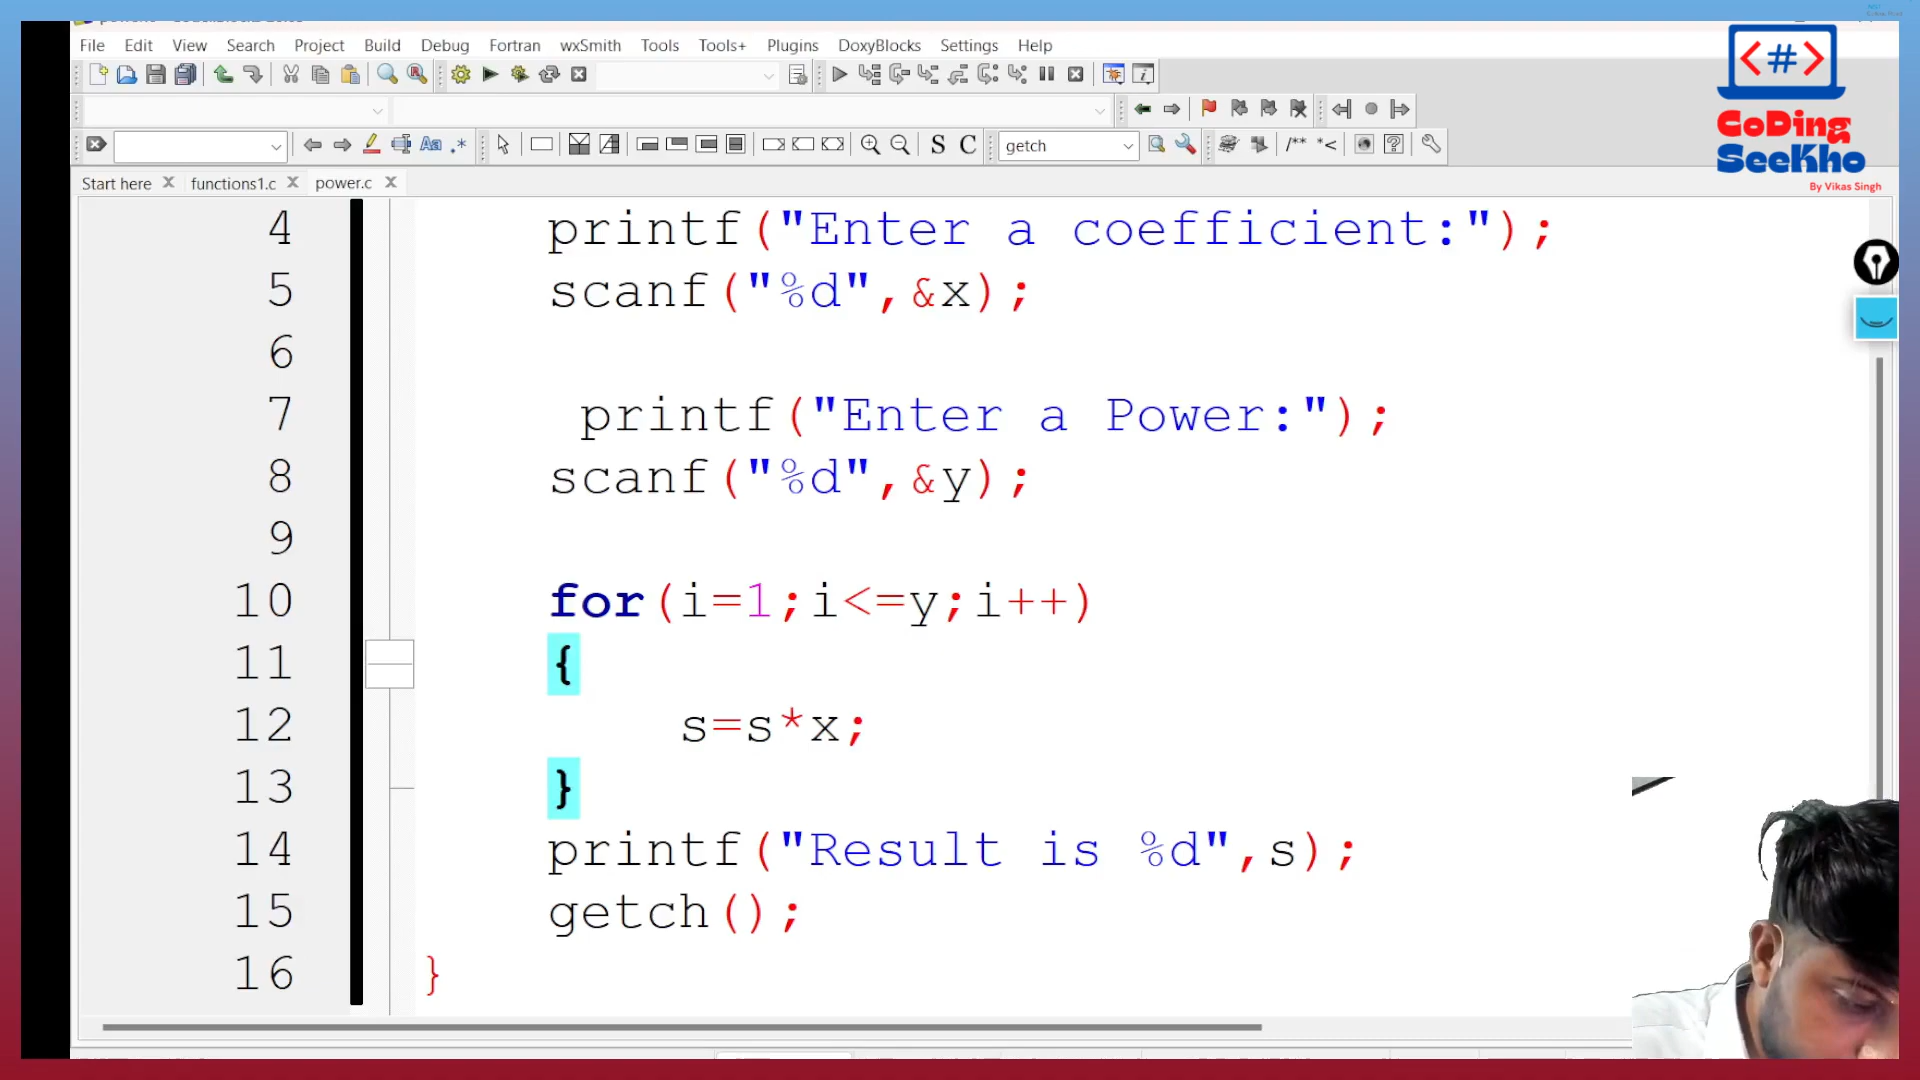 File Edit View Search Project Build Debug Fortran wxSmith Tools Tools+ Plugins DoxyBlocks Settings Help
<#>
CoDing
SeeKho
By Vikas Singh
S C getch /** *<
Start here functions1.c power.c
4 printf("Enter a coefficient:");
5 scanf("%d",&x);
6
7 printf("Enter a Power:");
8 scanf("%d",&y);
9
10 for(i=1;i<=y;i++)
11 {
12 s=s*x;
13 }
14 printf("Result is %d",s);
15 getch();
16 }